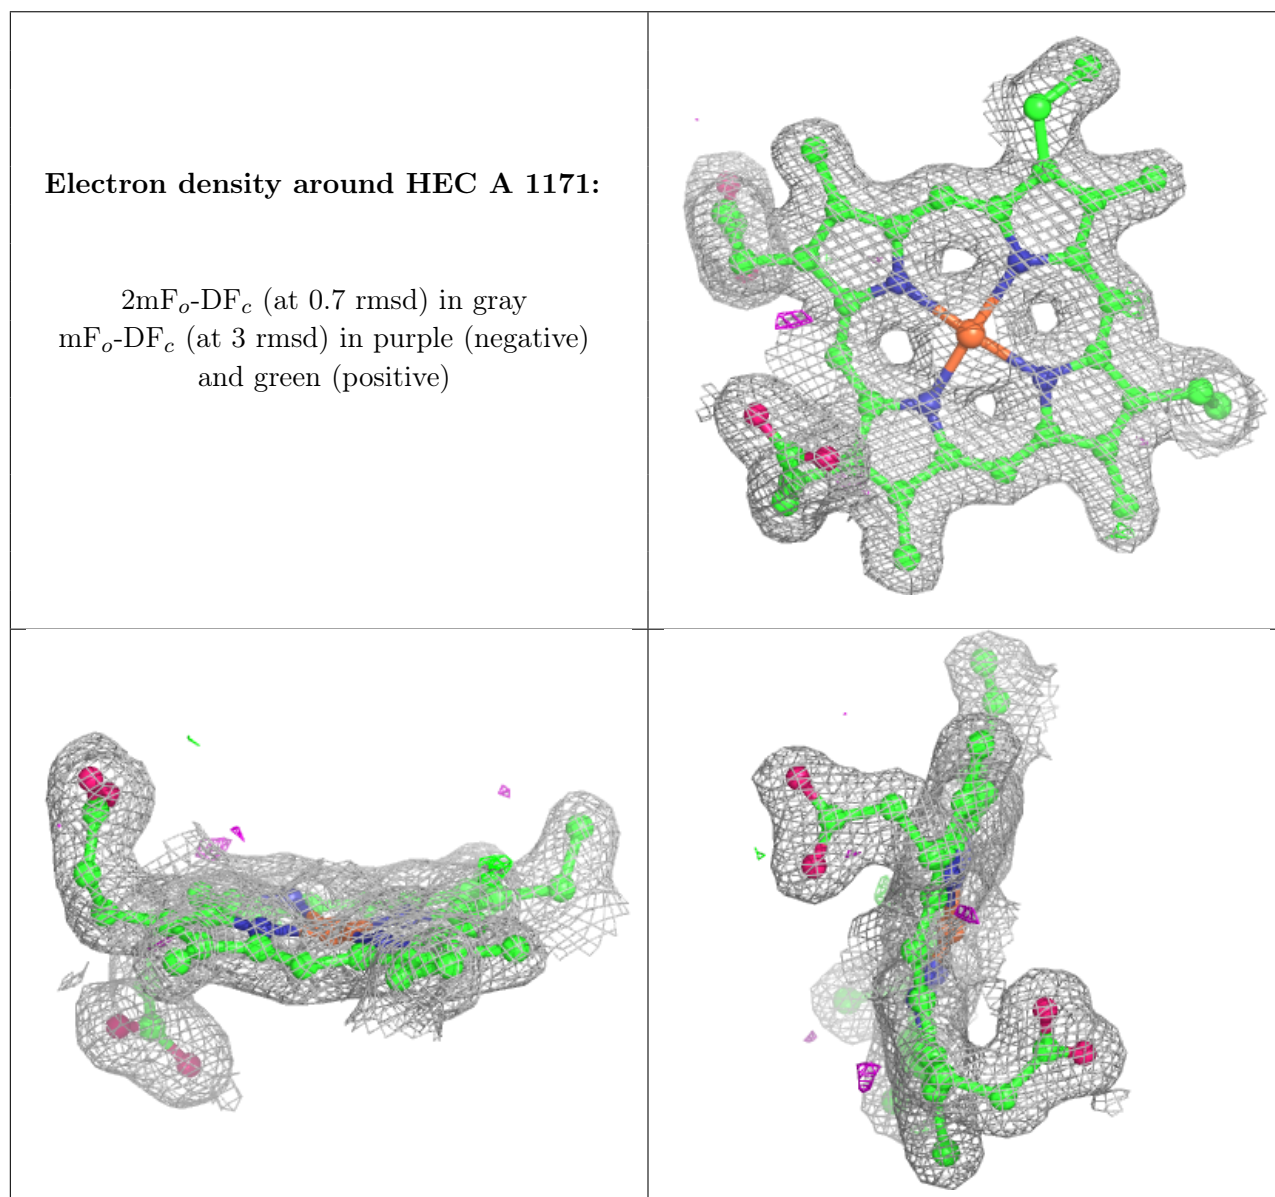 Electron density around HEC A 1171:
2mFₒ-DF𝒸 (at 0.7 rmsd) in gray
mFₒ-DF𝒸 (at 3 rmsd) in purple (negative)
and green (positive)